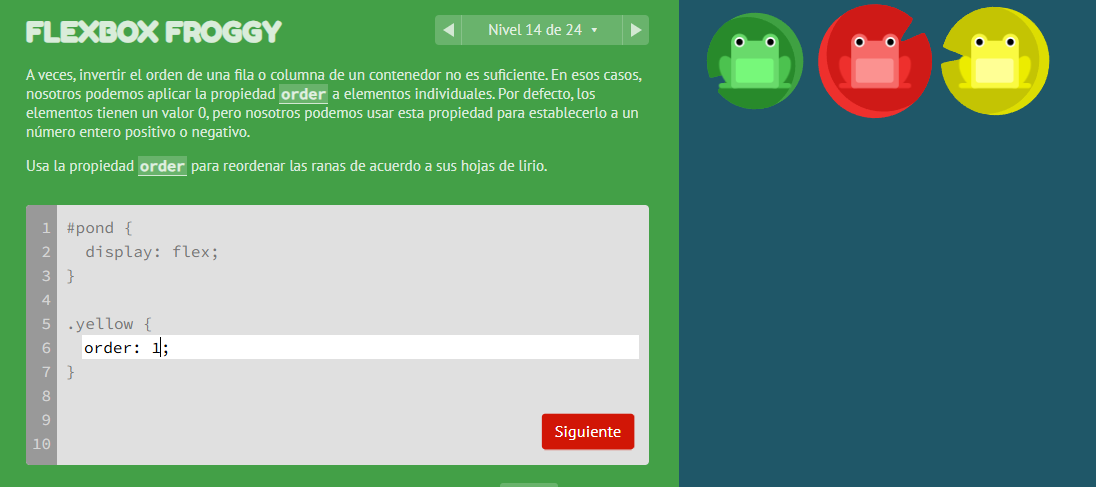 FLEXBOX FROGGY
Nivel 14 de 24
A veces, invertir el orden de una fila o columna de un contenedor no es suficiente. En esos casos,
nosotros podemos aplicar la propiedad order a elementos individuales. Por defecto, los
elementos tienen un valor 0, pero nosotros podemos usar esta propiedad para establecerlo a un
número entero positivo o negativo.
Usa la propiedad order para reordenar las ranas de acuerdo a sus hojas de lirio.
1 #pond {
2 display: flex;
3 }
4
5 .yellow {
6 order: 1;
7 }
8
9
10
Siguiente